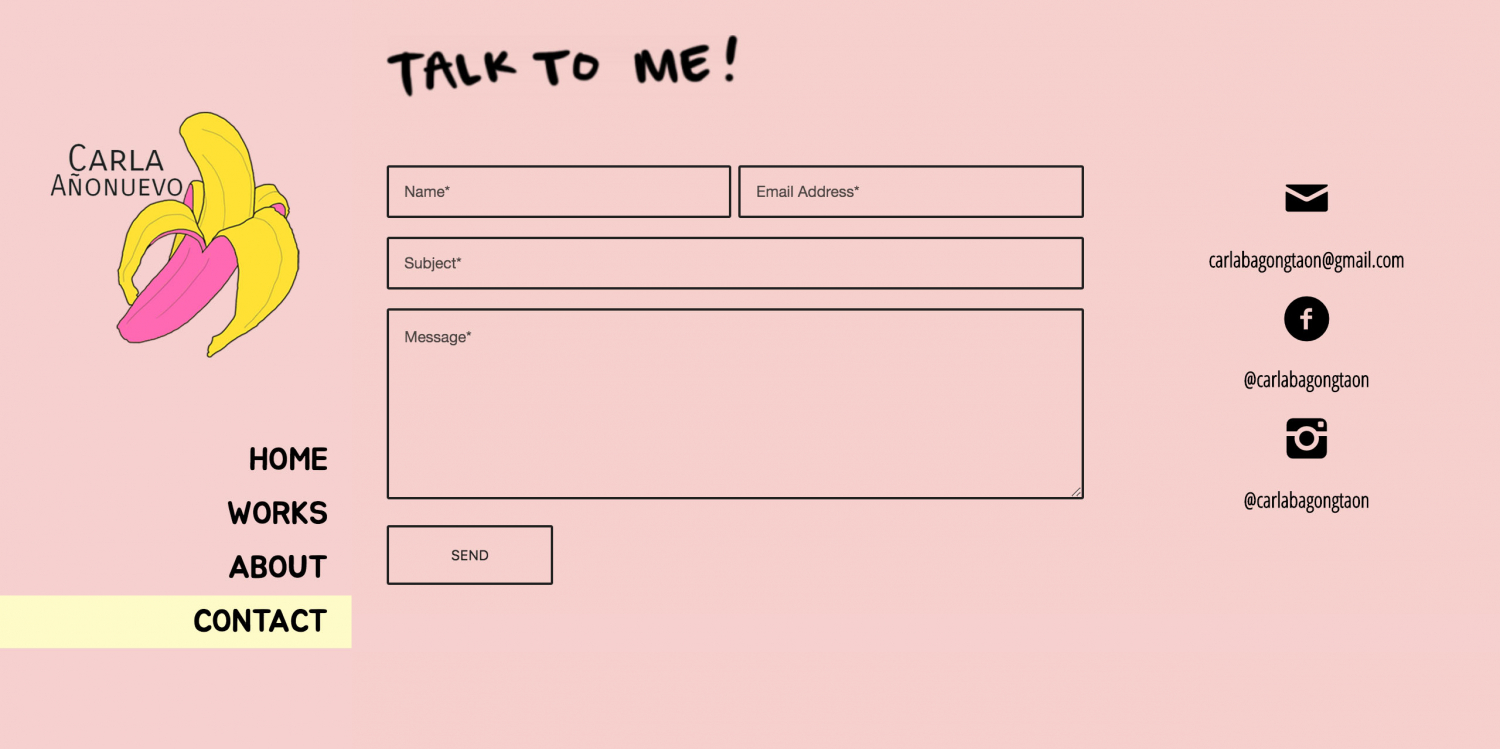 TALK TO ME!
CARLA
AÑONUEVO
HOME
WORKS
ABOUT
CONTACT
Name*
Email Address*
Subject*
Message*
SEND
carlabagongtaon@gmail.com
@carlabagongtaon
@carlabagongtaon